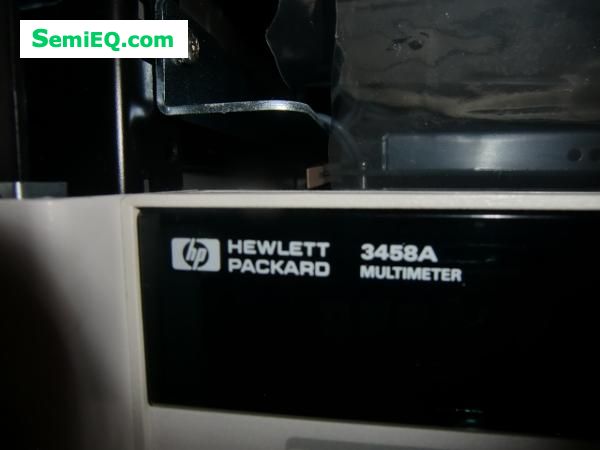 SemiEQ.com
hp HEWLETT PACKARD
3458A
MULTIMETER